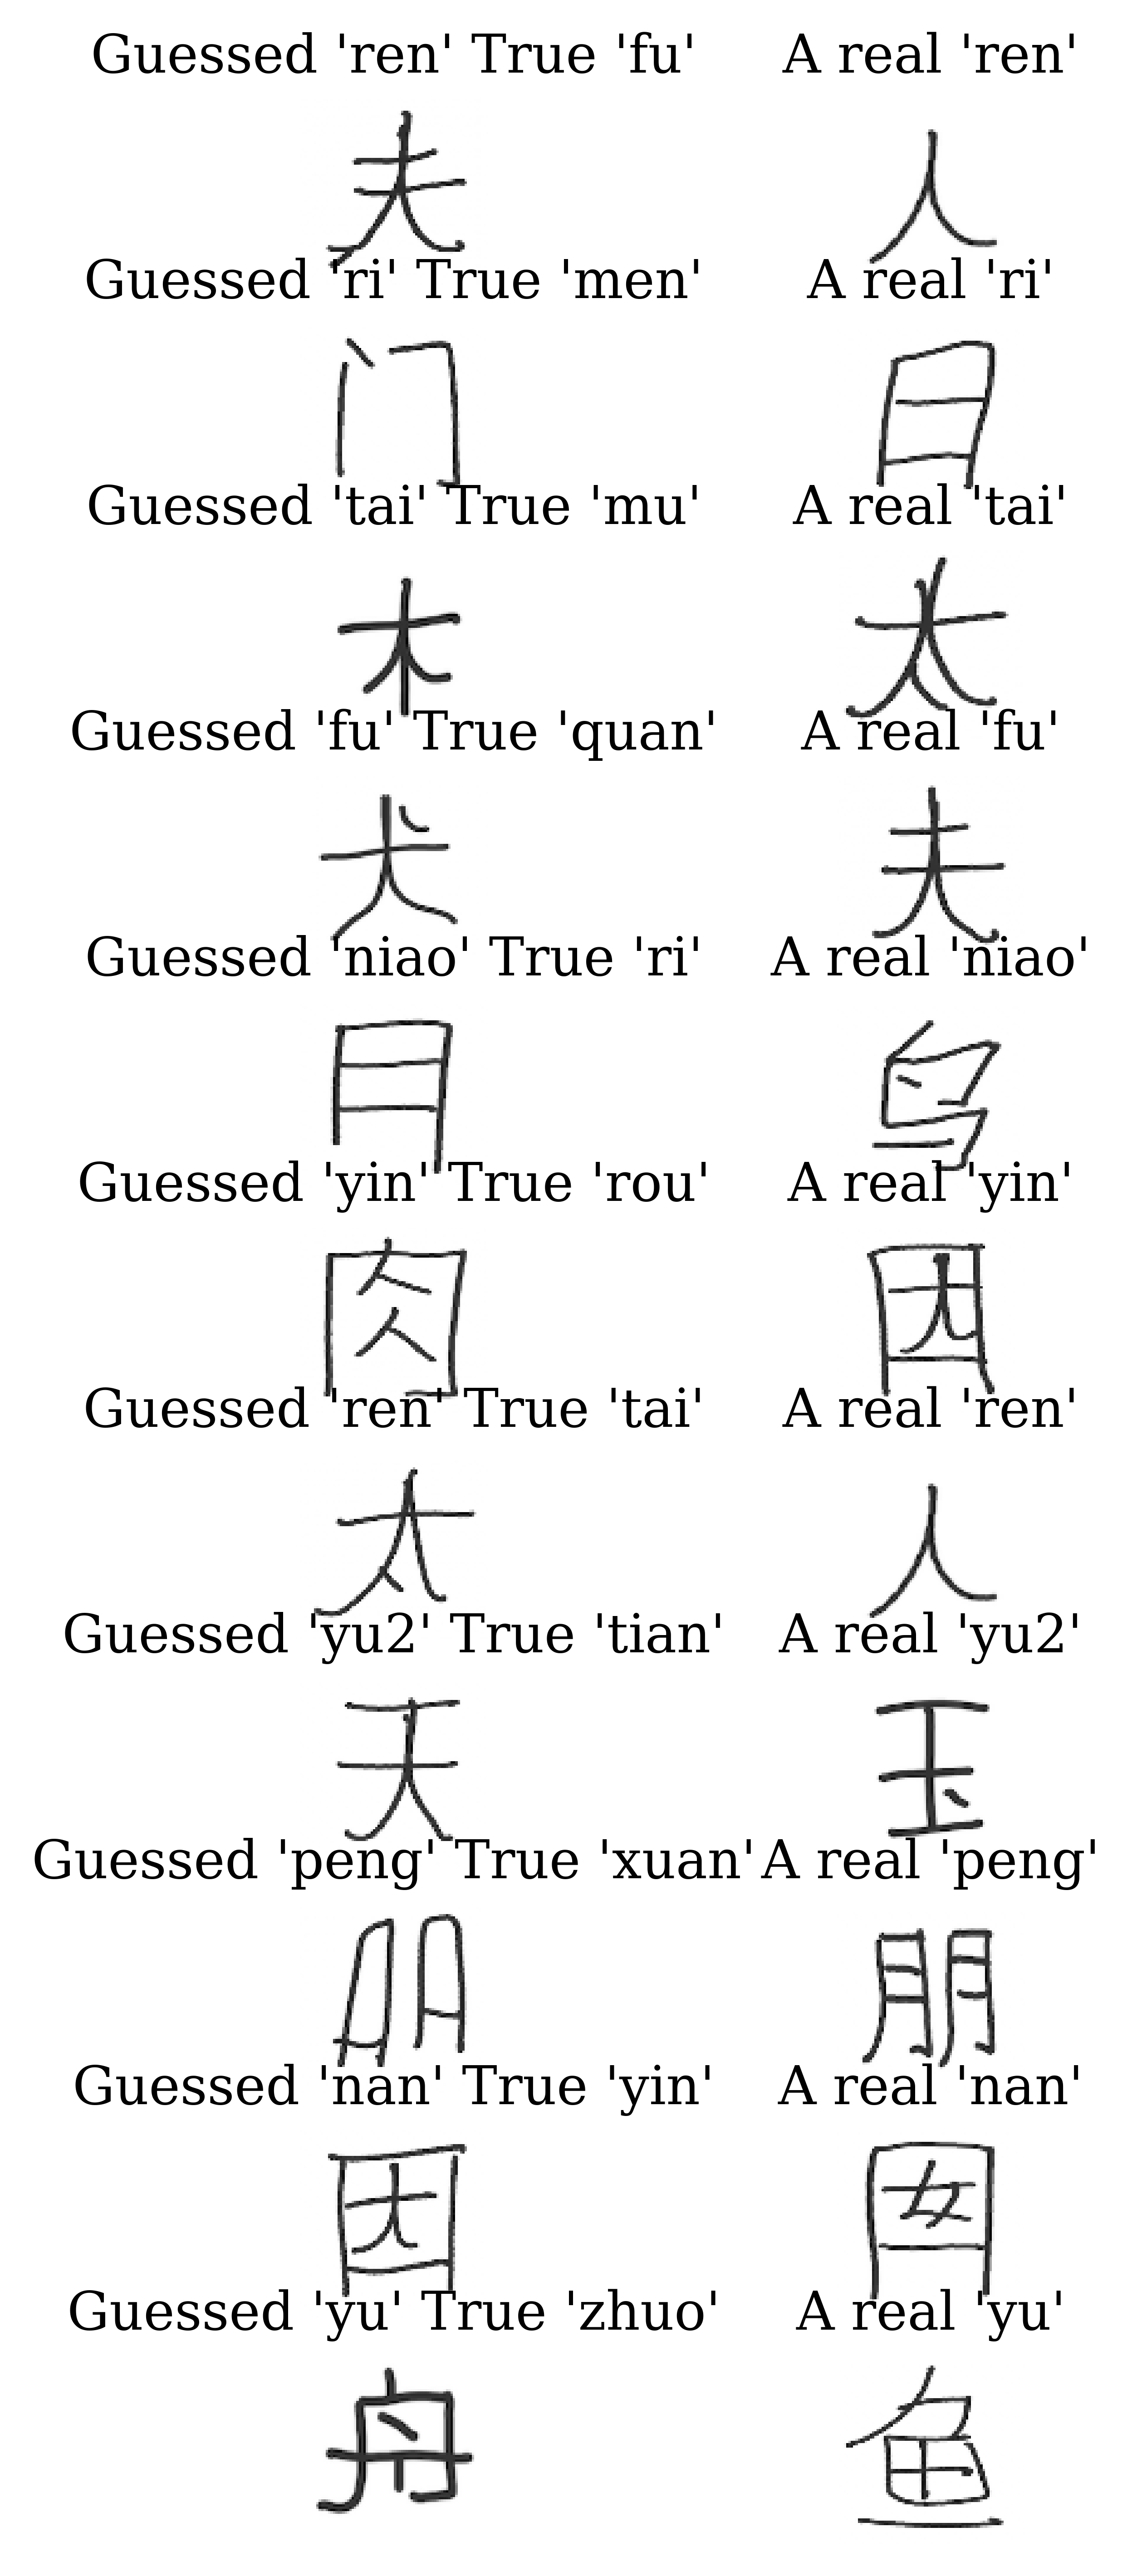 Guessed 'ren' True 'fu' A real 'ren'
夫 人
Guessed 'ri' True 'men' A real 'ri'
门 日
Guessed 'tai' True 'mu' A real 'tai'
木 太
Guessed 'fu' True 'quan' A real 'fu'
犬 夫
Guessed 'niao' True 'ri' A real 'niao'
日 鸟
Guessed 'yin' True 'rou' A real 'yin'
肉 因
Guessed 'ren' True 'tai' A real 'ren'
太 人
Guessed 'yu2' True 'tian' A real 'yu2'
天 玉
Guessed 'peng' True 'xuan' A real 'peng'
吅 朋
Guessed 'nan' True 'yin' A real 'nan'
因 囡
Guessed 'yu' True 'zhuo' A real 'yu'
舟 鱼